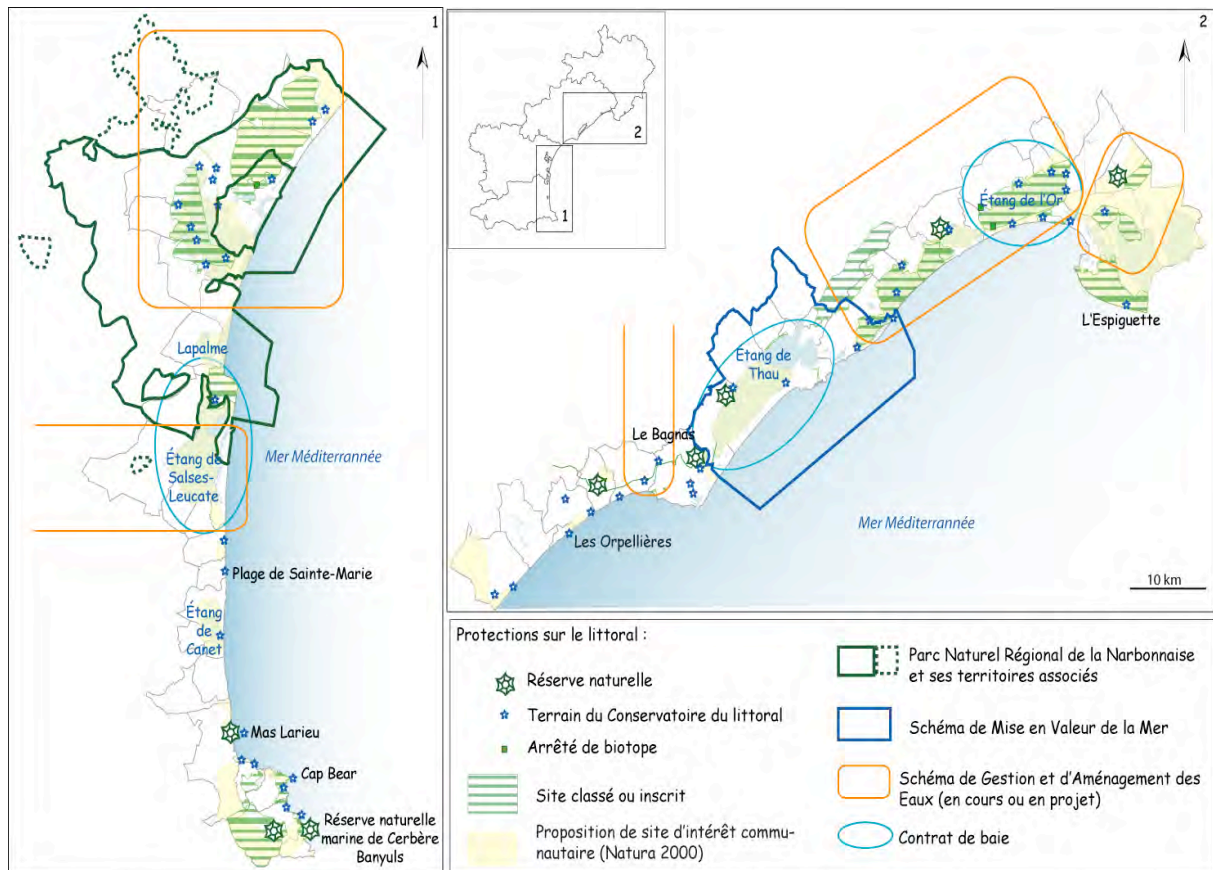 1
Lapalme
Étang de
Salses-
Leucate
Mer Méditerrannée
Plage de Sainte-Marie
Étang
de
Canet
Mas Larieu
Cap Bear
Réserve naturelle
marine de Cerbère
Banyuls
2
2
1
Étang de l'Or
L'Espiguette
Étang de
Thau
Le Bagnas
Les Orpellières
Mer Méditerrannée
10 km
Protections sur le littoral :
Réserve naturelle
Terrain du Conservatoire du littoral
Arrêté de biotope
Site classé ou inscrit
Proposition de site d'intérêt commu-
nautaire (Natura 2000)
Parc Naturel Régional de la Narbonnaise
et ses territoires associés
Schéma de Mise en Valeur de la Mer
Schéma de Gestion et d'Aménagement des
Eaux (en cours ou en projet)
Contrat de baie